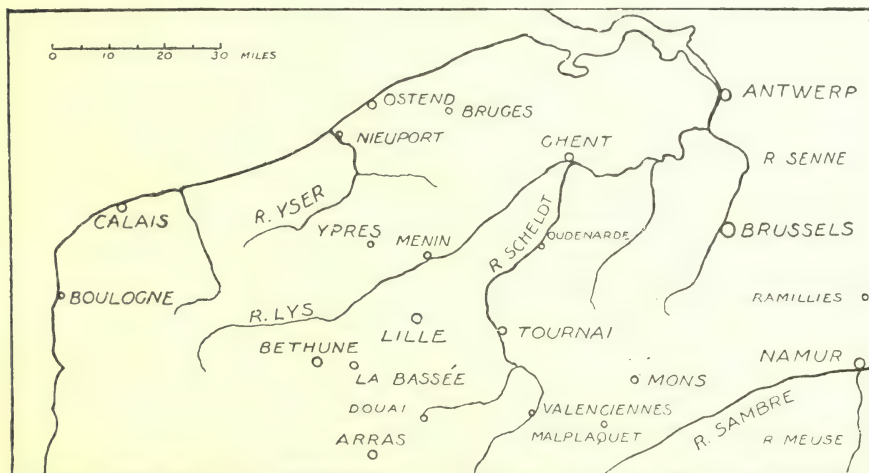 0 10 20 30 MILES
ANTWERP
OSTEND
BRUGES
NIEUPORT
GHENT
R SENNE
R. YSER
CALAIS
YPRES
MENIN
R SCHELDT
OUDENARDE
BRUSSELS
BOULOGNE
RAMILLIES
R. LYS
LILLE
TOURNAI
BETHUNE
NAMUR
LA BASSÉE
MONS
DOUAI
VALENCIENNES
MALPLAQUET
R. SAMBRE
ARRAS
R MEUSE